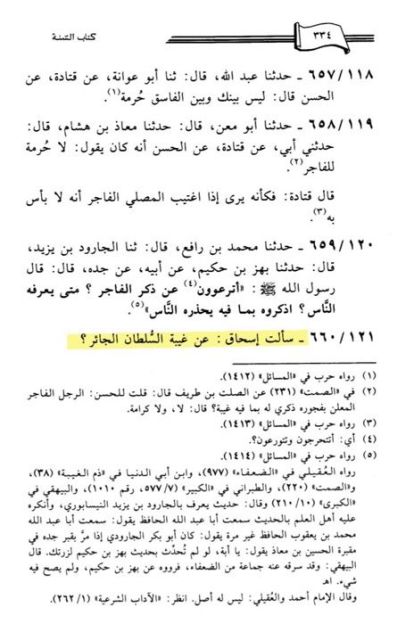 ٣٣٤
كتاب السنة
٦٥٧/١١٨ ـ حدثنا عبد الله، قال: ثنا أبو عوانة، عن قتادة، عن
الحسن قال: ليس بينك وبين الفاسق حُرمة(١).
٦٥٨/١١٩ ـ حدثنا أبو معن، قال: حدثنا معاذ بن هشام، قال:
حدثني أبي، عن قتادة، عن الحسن أنه كان يقول: لا حُرمة
للفاجر(٢).
قال قتادة: فكأنه يرى إذا اغتيب المصلي الفاجر أنه لا بأس
به(٣).
٦٥٩/١٢٠ ـ حدثنا محمد بن رافع، قال: ثنا الجارود بن يزيد،
قال: حدثنا بهز بن حكيم، عن أبيه، عن جده، قال: قال
رسول الله ﷺ: «أترعوون(٤) عن ذكر الفاجر؟ متى يعرفه
النَّاس؟ اذكروه بما فيه يحذره النَّاس»(٥).
٦٦٠/١٢١ ـ سألت إسحاق: عن غيبة السُّلطان الجائر؟
(١) رواه حرب في «المسائل» (١٤١٢).
(٢) في «الصمت» (٢٣١) عن الصلت بن طريف قال: قلت للحسن: الرجل الفاجر
المعلن بفجوره ذكري له بما فيه غيبة؟ قال: لا، ولا كرامة.
(٣) رواه حرب في «المسائل» (١٤١٣).
(٤) أي: أتتحرجون وتتورعون؟.
(٥) رواه حرب في «المسائل» (١٤١٤).
رواه العُقيلي في «الضعفاء» (٩٧٧)، وابن أبي الدنيا في «ذم الغيبة» (٣٨)،
و«الصمت» (٢٢٠)، والطبراني في «الكبير» (٥٧٧/٧، رقم ١٠١٠)، والبيهقي في
«الكبرى» (٢١٠/١٠) وقال: حديث يعرف بالجارود بن يزيد النيسابوري، وأنكره
عليه أهل العلم بالحديث سمعت أبا عبد الله الحافظ يقول: سمعت أبا عبد الله
محمد بن يعقوب الحافظ غير مرة يقول: كان أبو بكر الجارودي إذا مرَّ بقبر جده في
مقبرة الحسين بن معاذ يقول: يا أبة، لو لم تُحدِّث بحديث بهز بن حكيم لزرتك. قال
البيهقي: وقد سرقه عنه جماعة من الضعفاء، فرووه عن بهز بن حكيم، ولم يصح فيه
شيء. اهـ
وقال الإمام أحمد والعُقيلي: ليس له أصل. انظر: «الآداب الشرعية» (٢٦٢/١).